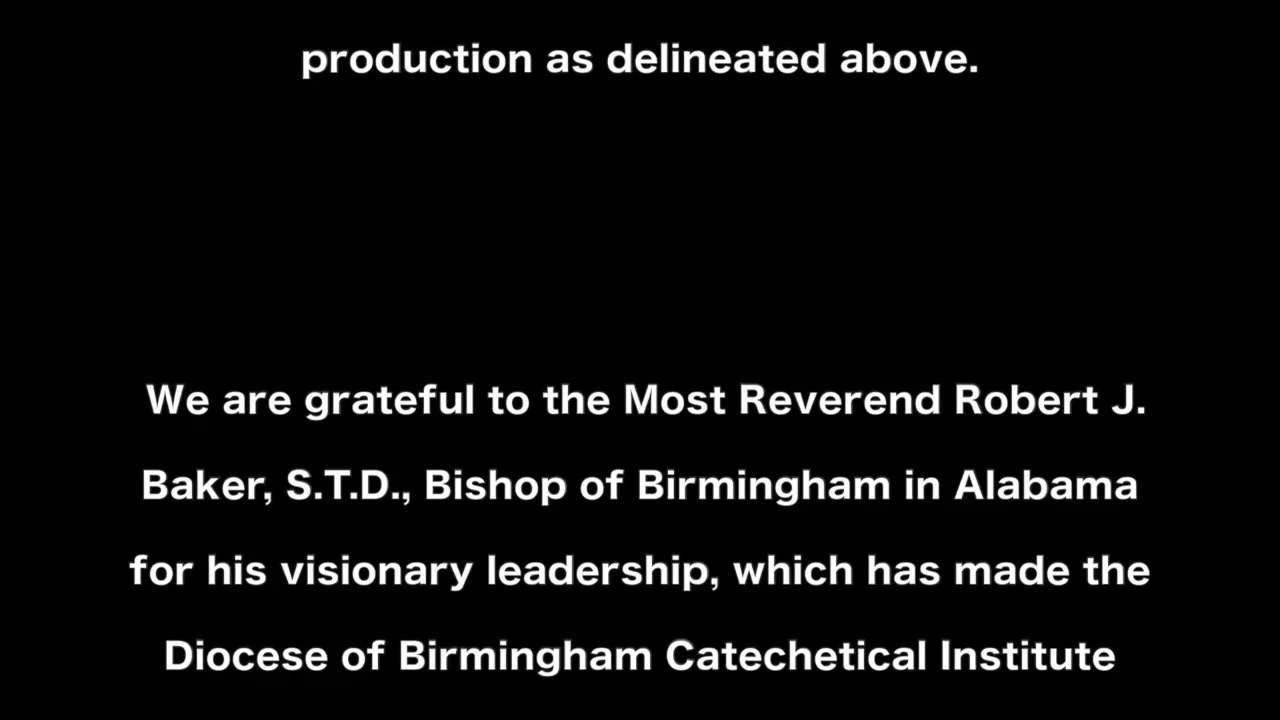 production as delineated above.
We are grateful to the Most Reverend Robert J.
Baker, S.T.D., Bishop of Birmingham in Alabama
for his visionary leadership, which has made the
Diocese of Birmingham Catechetical Institute